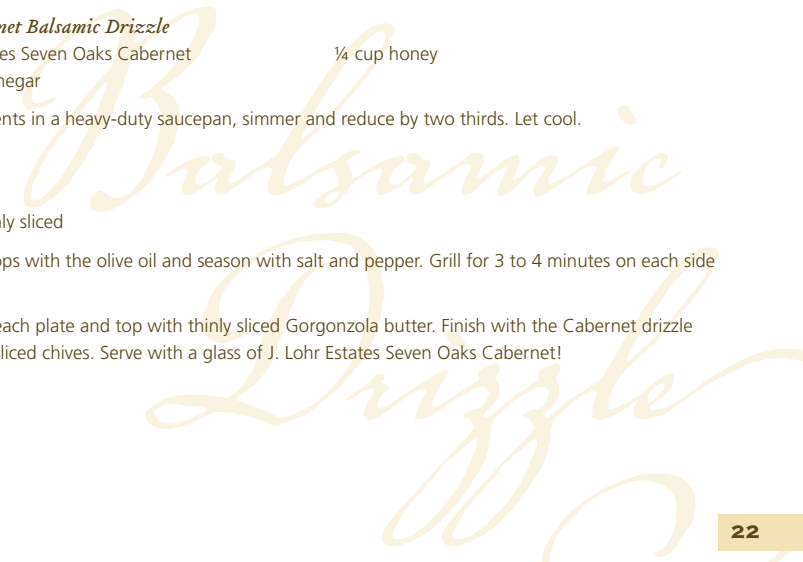 net Balsamic Drizzle
es Seven Oaks Cabernet ¼ cup honey
negar
ents in a heavy-duty saucepan, simmer and reduce by two thirds. Let cool.
Balsamic
ly sliced
ops with the olive oil and season with salt and pepper. Grill for 3 to 4 minutes on each side
each plate and top with thinly sliced Gorgonzola butter. Finish with the Cabernet drizzle
liced chives. Serve with a glass of J. Lohr Estates Seven Oaks Cabernet!
Drizzle
22